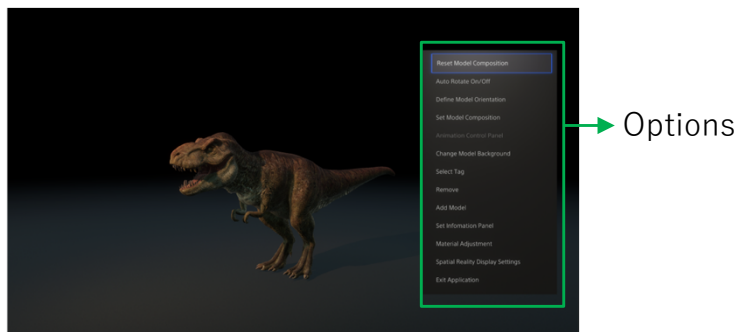 Reset Model Composition
Auto Rotate On/Off
Define Model Orientation
Set Model Composition
Animation Control Panel
Change Model Background
Select Tag
Remove
Add Model
Set Infomation Panel
Material Adjustment
Spatial Reality Display Settings
Exit Application
Options